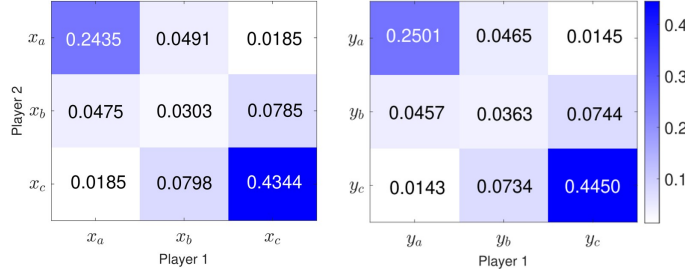 x_a 0.2435 0.0491 0.0185
x_b 0.0475 0.0303 0.0785
x_c 0.0185 0.0798 0.4344
x_a x_b x_c
Player 1
Player 2
y_a 0.2501 0.0465 0.0145
y_b 0.0457 0.0363 0.0744
y_c 0.0143 0.0734 0.4450
y_a y_b y_c
Player 1
0.4
0.3
0.2
0.1